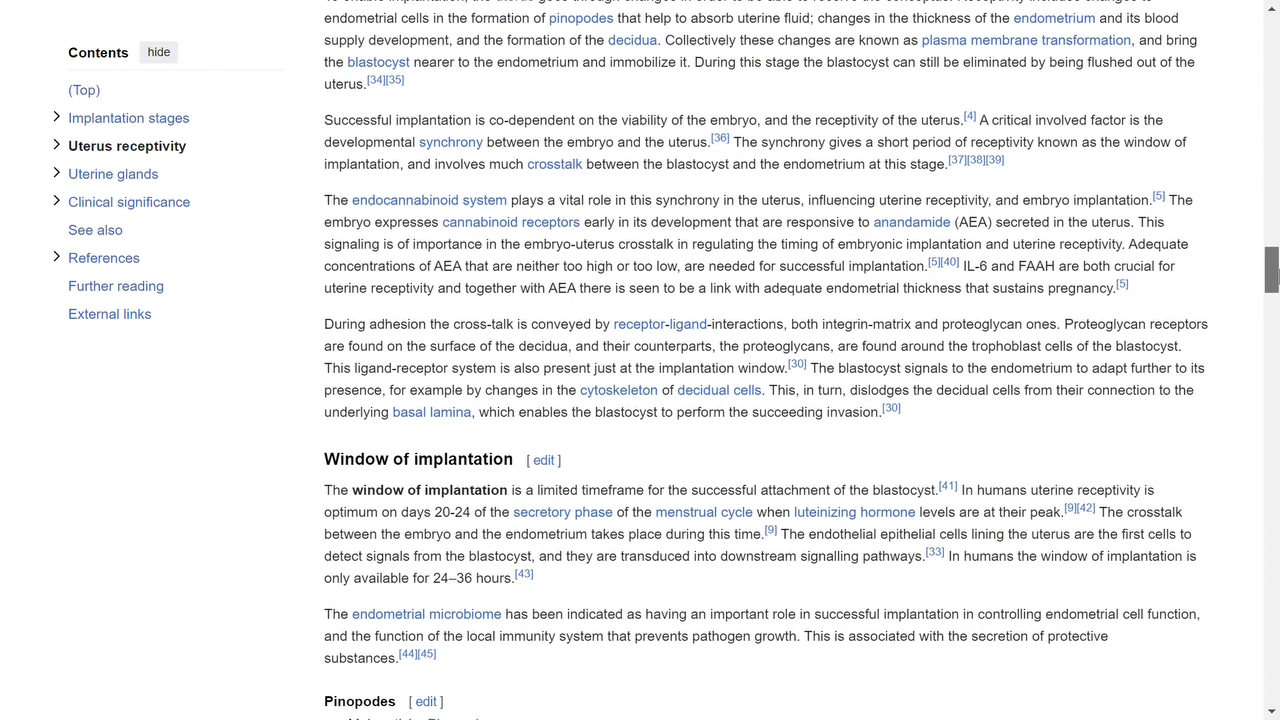 Contents hide
(Top)
Implantation stages
Uterus receptivity
Uterine glands
Clinical significance
See also
References
Further reading
External links
endometrial cells in the formation of pinopodes that help to absorb uterine fluid; changes in the thickness of the endometrium and its blood
supply development, and the formation of the decidua. Collectively these changes are known as plasma membrane transformation, and bring
the blastocyst nearer to the endometrium and immobilize it. During this stage the blastocyst can still be eliminated by being flushed out of the
uterus.[34][35]
Successful implantation is co-dependent on the viability of the embryo, and the receptivity of the uterus.[4] A critical involved factor is the
developmental synchrony between the embryo and the uterus.[36] The synchrony gives a short period of receptivity known as the window of
implantation, and involves much crosstalk between the blastocyst and the endometrium at this stage.[37][38][39]
The endocannabinoid system plays a vital role in this synchrony in the uterus, influencing uterine receptivity, and embryo implantation.[5] The
embryo expresses cannabinoid receptors early in its development that are responsive to anandamide (AEA) secreted in the uterus. This
signaling is of importance in the embryo-uterus crosstalk in regulating the timing of embryonic implantation and uterine receptivity. Adequate
concentrations of AEA that are neither too high or too low, are needed for successful implantation.[5][40] IL-6 and FAAH are both crucial for
uterine receptivity and together with AEA there is seen to be a link with adequate endometrial thickness that sustains pregnancy.[5]
During adhesion the cross-talk is conveyed by receptor-ligand-interactions, both integrin-matrix and proteoglycan ones. Proteoglycan receptors
are found on the surface of the decidua, and their counterparts, the proteoglycans, are found around the trophoblast cells of the blastocyst.
This ligand-receptor system is also present just at the implantation window.[30] The blastocyst signals to the endometrium to adapt further to its
presence, for example by changes in the cytoskeleton of decidual cells. This, in turn, dislodges the decidual cells from their connection to the
underlying basal lamina, which enables the blastocyst to perform the succeeding invasion.[30]
Window of implantation [ edit ]
The window of implantation is a limited timeframe for the successful attachment of the blastocyst.[41] In humans uterine receptivity is
optimum on days 20-24 of the secretory phase of the menstrual cycle when luteinizing hormone levels are at their peak.[9][42] The crosstalk
between the embryo and the endometrium takes place during this time.[9] The endothelial epithelial cells lining the uterus are the first cells to
detect signals from the blastocyst, and they are transduced into downstream signalling pathways.[33] In humans the window of implantation is
only available for 24–36 hours.[43]
The endometrial microbiome has been indicated as having an important role in successful implantation in controlling endometrial cell function,
and the function of the local immunity system that prevents pathogen growth. This is associated with the secretion of protective
substances.[44][45]
Pinopodes [ edit ]